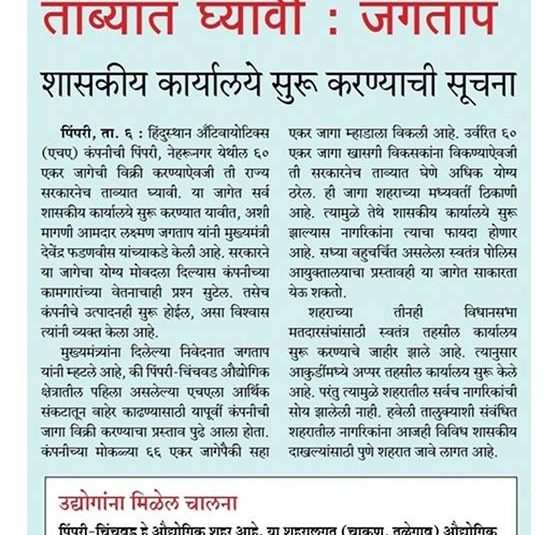 ताब्यात घ्यावी : जगताप
शासकीय कार्यालये सुरू करण्याची सूचना
पिंपरी, ता. ६ : हिंदुस्थान अँटिबायोटिक्स
(एचए) कंपनीची पिंपरी, नेहरूनगर येथील ६०
एकर जागेची विक्री करण्याऐवजी ती राज्य
सरकारनेच ताब्यात घ्यावी. या जागेत सर्व
शासकीय कार्यालये सुरू करण्यात यावीत, अशी
मागणी आमदार लक्ष्मण जगताप यांनी मुख्यमंत्री
देवेंद्र फडणवीस यांच्याकडे केली आहे. सरकारने
या जागेचा योग्य मोबदला दिल्यास कंपनीच्या
कामगारांच्या वेतनाचाही प्रश्न सुटेल. तसेच
कंपनीचे उत्पादनही सुरू होईल, असा विश्वास
त्यांनी व्यक्त केला आहे.
मुख्यमंत्र्यांना दिलेल्या निवेदनात जगताप
यांनी म्हटले आहे, की पिंपरी-चिंचवड औद्योगिक
क्षेत्रातील पहिला असलेल्या एचएला आर्थिक
संकटातून बाहेर काढण्यासाठी यापूर्वी कंपनीची
जागा विक्री करण्याचा प्रस्ताव पुढे आला होता.
कंपनीच्या मोकळ्या ६६ एकर जागेपैकी सहा
एकर जागा म्हाडाला विकली आहे. उर्वरित ६०
एकर जागा खासगी विकसकांना विकण्याऐवजी
ती सरकारनेच ताब्यात घेणे अधिक योग्य
ठरेल. ही जागा शहराच्या मध्यवर्ती ठिकाणी
आहे. त्यामुळे तेथे शासकीय कार्यालये सुरू
झाल्यास नागरिकांना त्याचा फायदा होणार
आहे. सध्या बहुचर्चित असलेला स्वतंत्र पोलिस
आयुक्तालयाचा प्रस्तावही या जागेत साकारता
येऊ शकतो.
शहराच्या तीनही विधानसभा
मतदारसंघांसाठी स्वतंत्र तहसील कार्यालय
सुरू करण्याचे जाहीर झाले आहे. त्यानुसार
आकुर्डीमध्ये अप्पर तहसील कार्यालय सुरू केले
आहे. परंतु त्यामुळे शहरातील सर्वच नागरिकांची
सोय झालेली नाही. हवेली तालुक्याशी संबंधित
शहरातील नागरिकांना आजही विविध शासकीय
दाखल्यांसाठी पुणे शहरात जावे लागत आहे.
उद्योगांना मिळेल चालना
पिंपरी-चिंचवड हे औद्योगिक शहर आहे. या शहरालगत (चाकण, तळेगाव) औद्योगिक